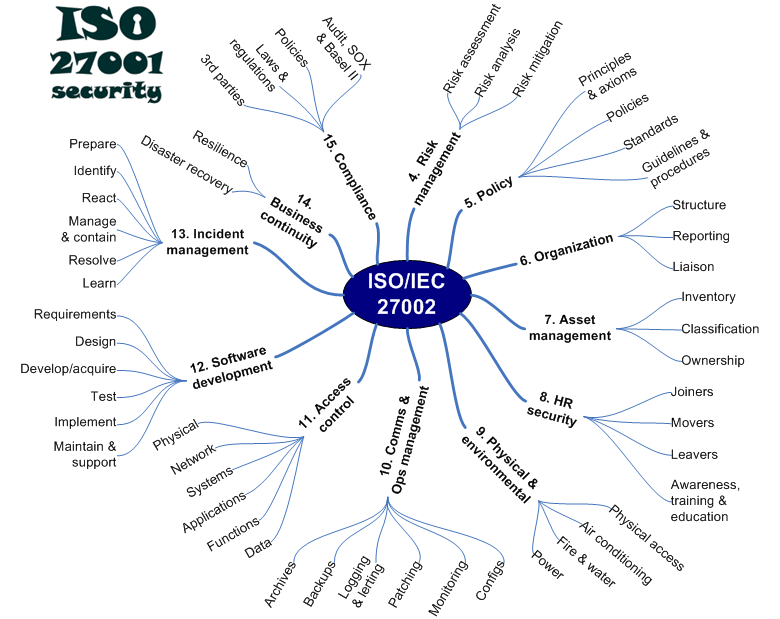 ISO
27001
security
ISO/IEC
27002
4. Risk
management
Risk assessment
Risk analysis
Risk mitigation
5. Policy
Principles
& axioms
Policies
Standards
Guidelines &
procedures
6. Organization
Structure
Reporting
Liaison
7. Asset
management
Inventory
Classification
Ownership
8. HR
security
Joiners
Movers
Leavers
Awareness,
training &
education
9. Physical &
environmental
Physical access
Air conditioning
Fire & water
Power
10. Comms &
Ops management
Archives
Backups
Logging
& lerting
Patching
Monitoring
Configs
11. Access
control
Physical
Network
Systems
Applications
Functions
Data
12. Software
development
Requirements
Design
Develop/acquire
Test
Implement
Maintain &
support
13. Incident
management
Prepare
Identify
React
Manage
& contain
Resolve
Learn
14.
Business
continuity
Resilience
Disaster recovery
15. Compliance
3rd parties
Laws &
regulations
Policies
Audit, SOX
& Basel II